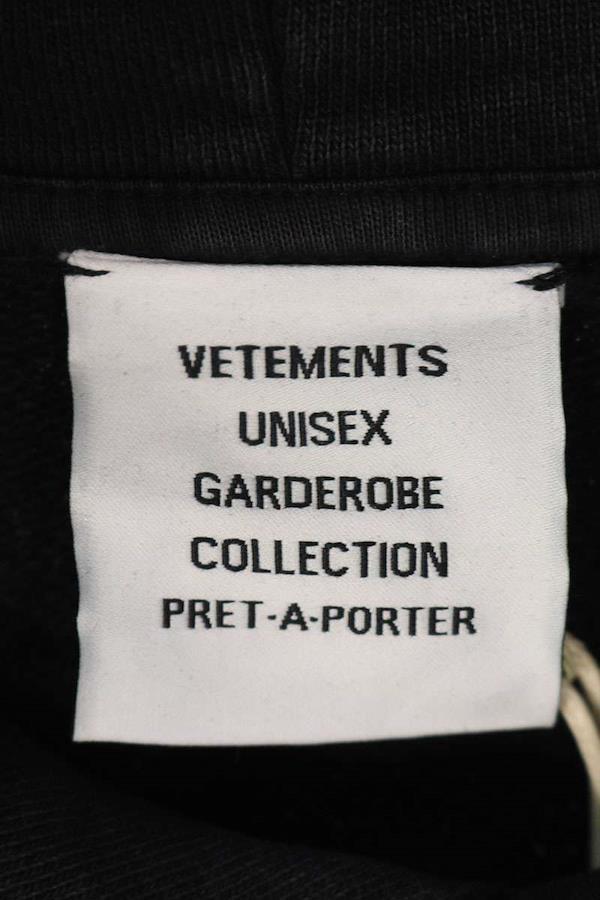 VETEMENTS
UNISEX
GARDEROBE
COLLECTION
PRET-A-PORTER